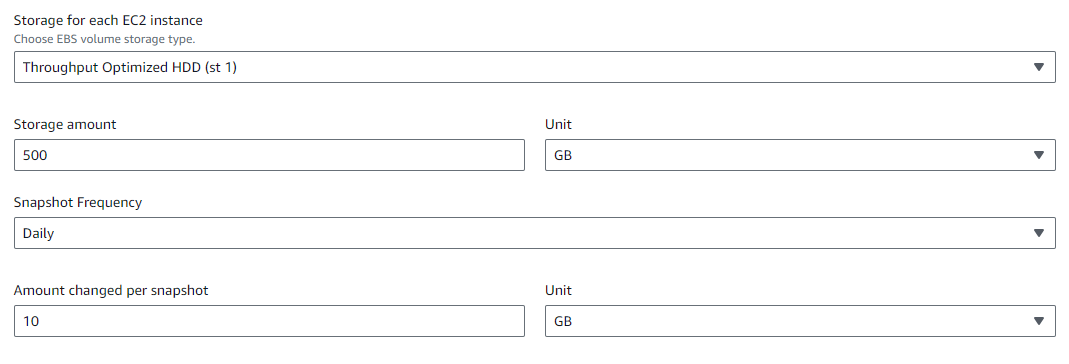 Storage for each EC2 instance
Choose EBS volume storage type.
Throughput Optimized HDD (st 1)
Storage amount
Unit
500
GB
Snapshot Frequency
Daily
Amount changed per snapshot
Unit
10
GB